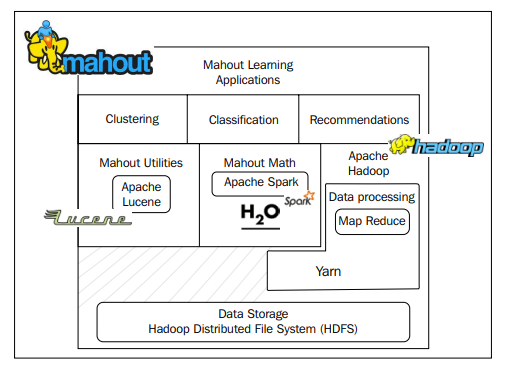 mahout
Mahout Learning
Applications
Clustering
Classification
Recommendations
hadoop
Mahout Utilities
Apache
Lucene
Lucene
Mahout Math
Apache Spark
Spark
H2O
Apache
Hadoop
Data processing
Map Reduce
Yarn
Data Storage
Hadoop Distributed File System (HDFS)